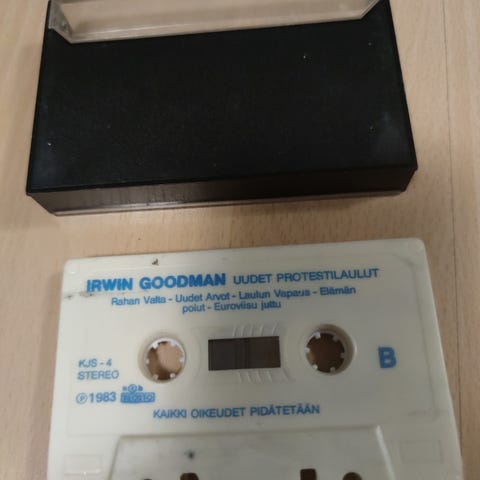 IRWIN GOODMAN UUDET PROTESTILAULUT
Rahan Valta - Uudet Arvot - Laulun Vapaus - Elämän
polut - Euroviisu juttu
KJS - 4
STEREO
B
℗ 1983
KAIKKI OIKEUDET PIDÄTETÄÄN